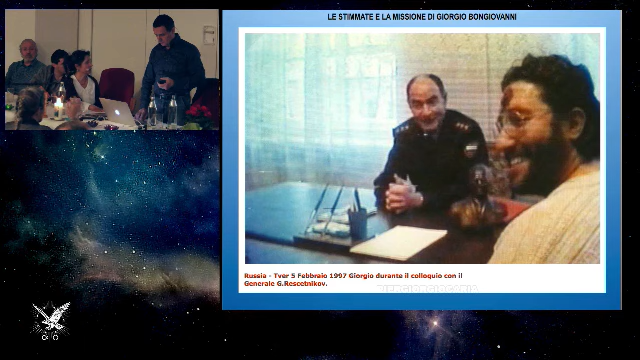 LE STIMMATE E LA MISSIONE DI GIORGIO BONGIOVANNI
Russia - Tver 5 Febbraio 1997 Giorgio durante il colloquio con il
Generale G.Rescetnikov.